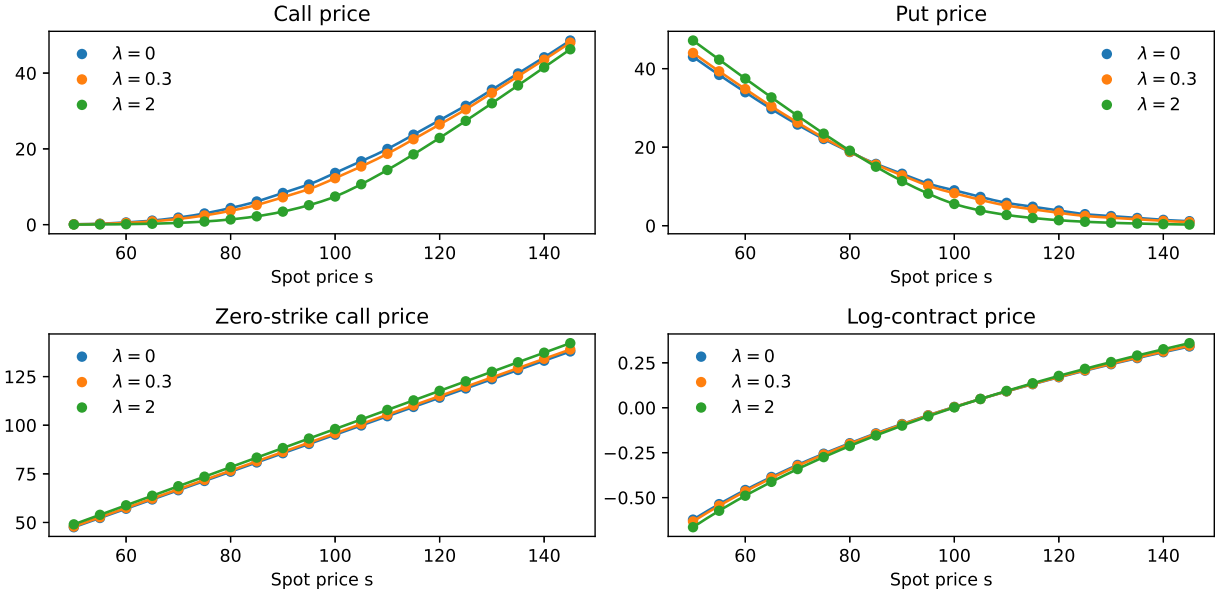 Call price
λ = 0
λ = 0.3
λ = 2
40
20
0
60 80 100 120 140
Spot price s
Put price
λ = 0
λ = 0.3
λ = 2
40
20
0
60 80 100 120 140
Spot price s
Zero-strike call price
λ = 0
λ = 0.3
λ = 2
125
100
75
50
60 80 100 120 140
Spot price s
Log-contract price
λ = 0
λ = 0.3
λ = 2
0.25
0.00
−0.25
−0.50
60 80 100 120 140
Spot price s